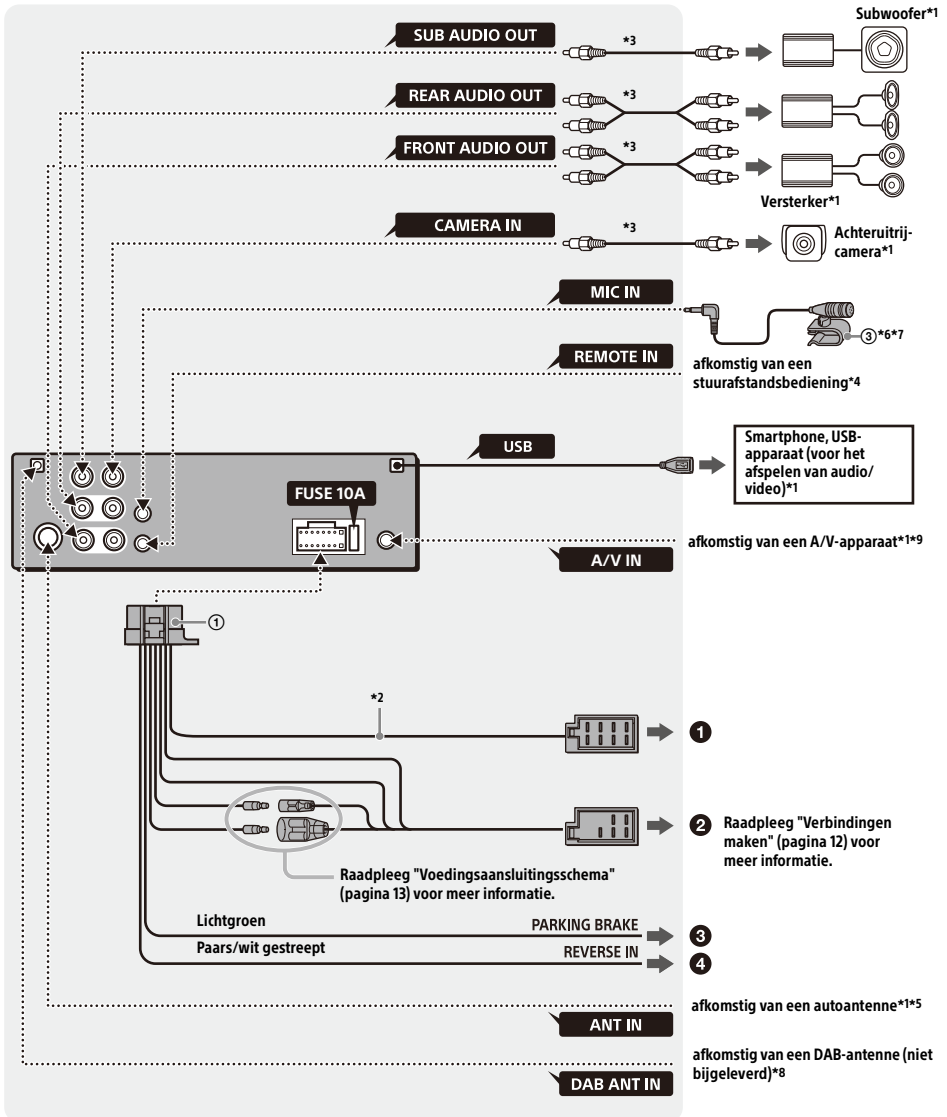 Subwoofer*1
SUB AUDIO OUT
*3
REAR AUDIO OUT
*3
FRONT AUDIO OUT
*3
Versterker*1
CAMERA IN
*3
Achteruitrij-
camera*1
MIC IN
③*6*7
REMOTE IN
afkomstig van een
stuurafstandsbediening*4
USB
Smartphone, USB-
apparaat (voor het
afspelen van audio/
video)*1
FUSE 10A
afkomstig van een A/V-apparaat*1*9
A/V IN
①
*2
❶
❷
Raadpleeg "Verbindingen
maken" (pagina 12) voor
meer informatie.
Raadpleeg "Voedingsaansluitingsschema"
(pagina 13) voor meer informatie.
Lichtgroen
PARKING BRAKE
❸
Paars/wit gestreept
REVERSE IN
❹
afkomstig van een autoantenne*1*5
ANT IN
afkomstig van een DAB-antenne (niet
bijgeleverd)*8
DAB ANT IN